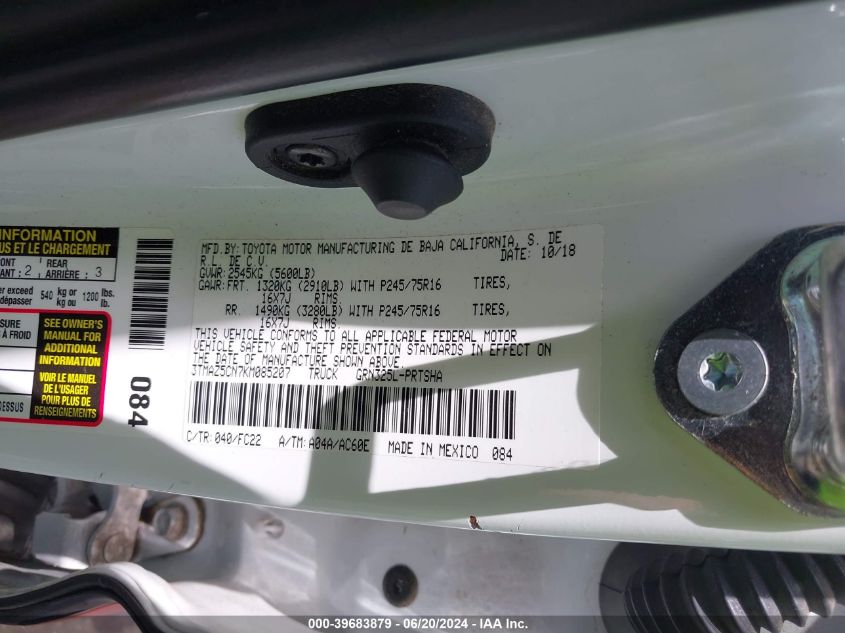 INFORMATION
US ET LE CHARGEMENT
REAR
ANT: 2 ARRIÈRE : 3
er exceed 540 kg or 1200 lbs.
dépasser kg ou lb.
SSURE
À FROID
SEE OWNER'S
MANUAL FOR
ADDITIONAL
INFORMATION
VOIR LE MANUEL
DE L'USAGER
POUR PLUS DE
RENSEIGNEMENTS
084
MFD. BY: TOYOTA MOTOR MANUFACTURING DE BAJA CALIFORNIA, S. DE
R.L. DE C.V. DATE: 10/18
GVWR: 2545KG (5600LB)
GAWR: FRT. 1320KG (2910LB) WITH P245/75R16 TIRES,
16X7J RIMS.
RR. 1490KG (3280LB) WITH P245/75R16 TIRES,
16X7J RIMS.
THIS VEHICLE CONFORMS TO ALL APPLICABLE FEDERAL MOTOR
VEHICLE SAFETY AND THEFT PREVENTION STANDARDS IN EFFECT ON
THE DATE OF MANUFACTURE SHOWN ABOVE.
3TMAZ5CN7KM085207 TRUCK GRN325L-PRTSHA
C/TR: 040/FC22 A/TM: A04A/AC60E MADE IN MEXICO 084
000-39683879 / 06/20/2024 - IAA Inc.